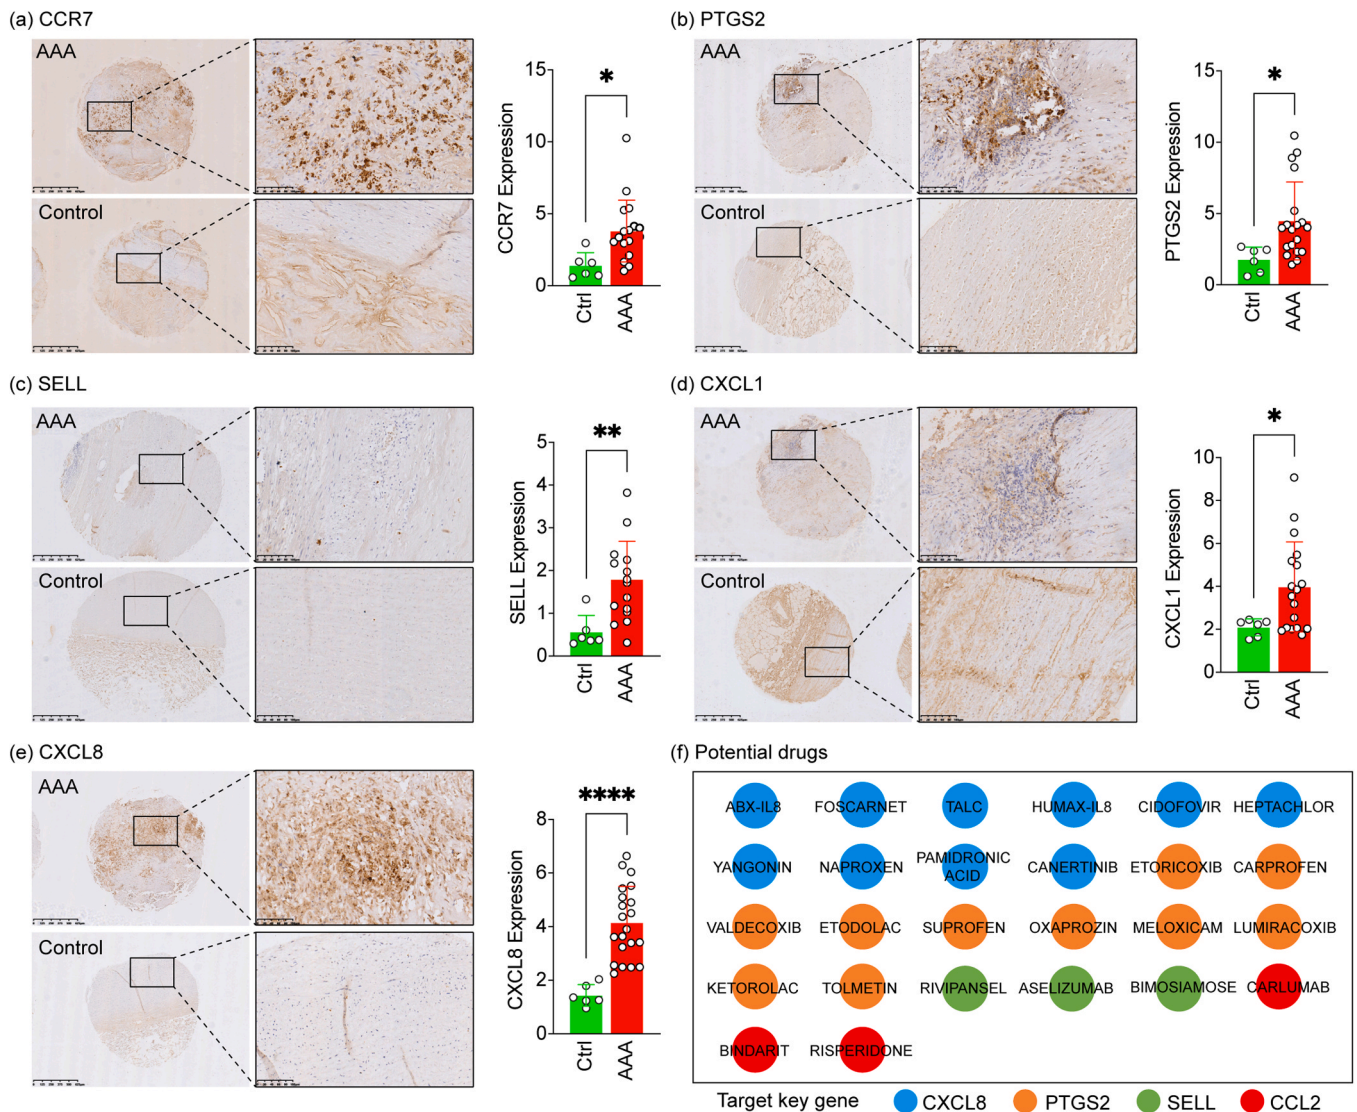 (a) CCR7
AAA
Control
15
10
5
0
CCR7 Expression
*
Ctrl
AAA
(b) PTGS2
AAA
Control
15
10
5
0
PTGS2 Expression
*
Ctrl
AAA
(c) SELL
AAA
Control
5
4
3
2
1
0
SELL Expression
**
Ctrl
AAA
(d) CXCL1
AAA
Control
10
8
6
4
2
0
CXCL1 Expression
*
Ctrl
AAA
(e) CXCL8
AAA
Control
8
6
4
2
0
CXCL8 Expression
****
Ctrl
AAA
(f) Potential drugs
ABX-IL8 FOSCARNET TALC HUMAX-IL8 CIDOFOVIR HEPTACHLOR
YANGONIN NAPROXEN PAMIDRONIC ACID CANERTINIB ETORICOXIB CARPROFEN
VALDECOXIB ETODOLAC SUPROFEN OXAPROZIN MELOXICAM LUMIRACOXIB
KETOROLAC TOLMETIN RIVIPANSEL ASELIZUMAB BIMOSIAMOSE CARLUMAB
BINDARIT RISPERIDONE
Target key gene CXCL8 PTGS2 SELL CCL2